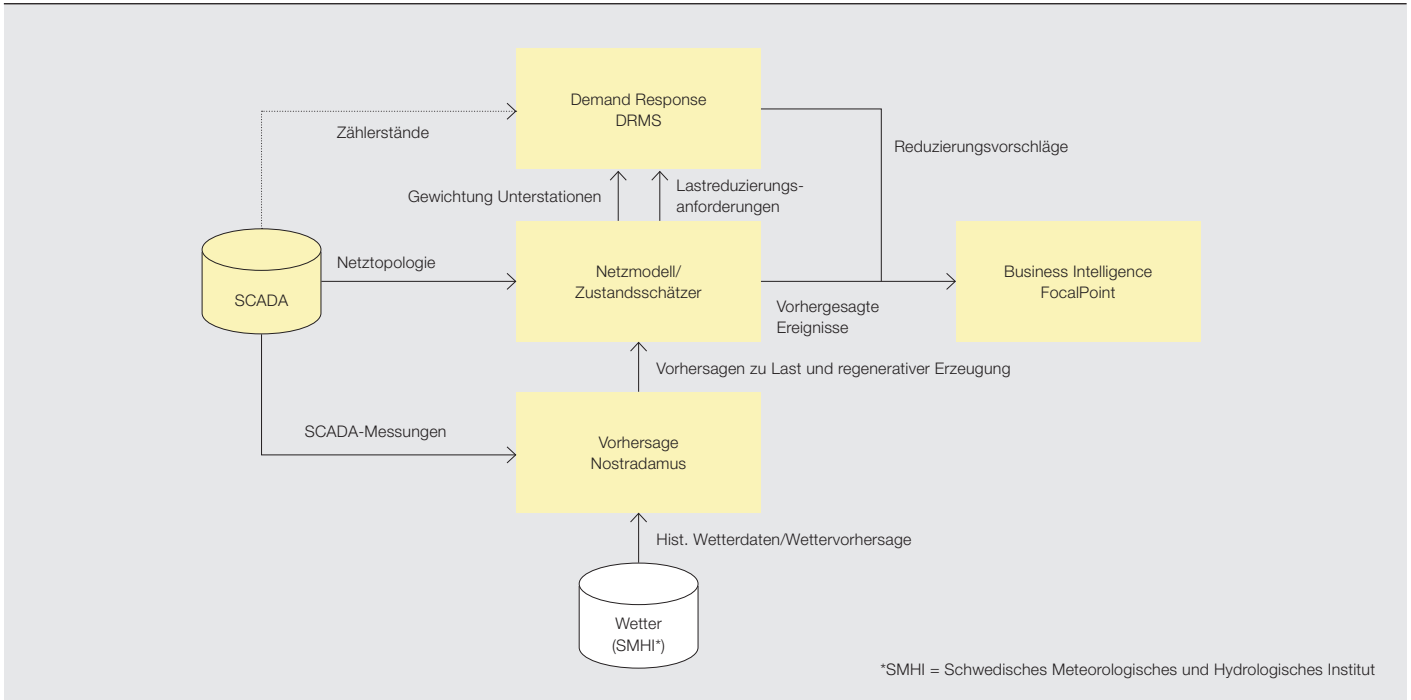 Demand Response
DRMS
Zählerstände
Reduzierungsvorschläge
Gewichtung Unterstationen
Lastreduzierungs-
anforderungen
SCADA
Netztopologie
Netzmodell/
Zustandsschätzer
Vorhergesagte
Ereignisse
Business Intelligence
FocalPoint
Vorhersagen zu Last und regenerativer Erzeugung
SCADA-Messungen
Vorhersage
Nostradamus
Hist. Wetterdaten/Wettervorhersage
Wetter
(SMHI*)
*SMHI = Schwedisches Meteorologisches und Hydrologisches Institut